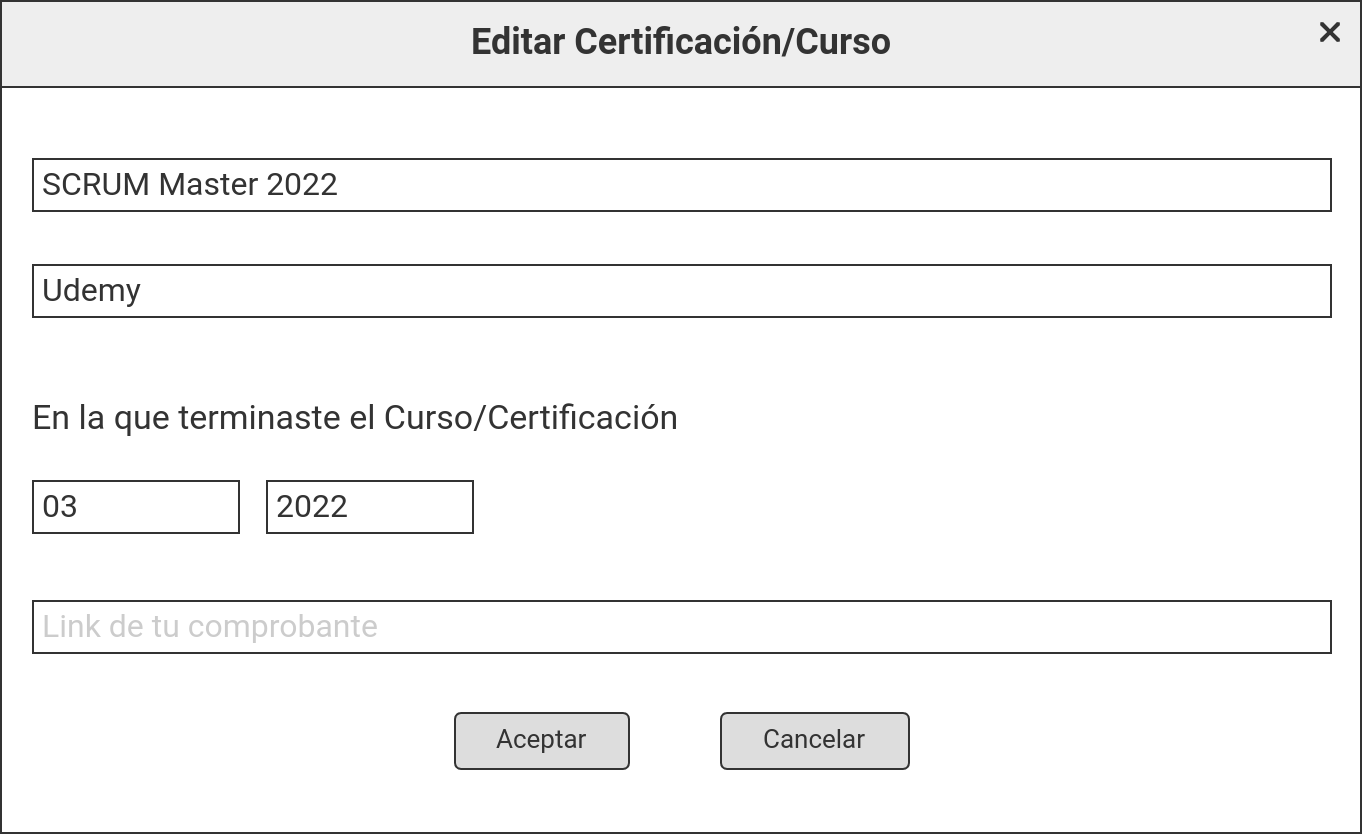 Editar Certificación/Curso
SCRUM Master 2022
Udemy
En la que terminaste el Curso/Certificación
03 2022
Link de tu comprobante
Aceptar Cancelar